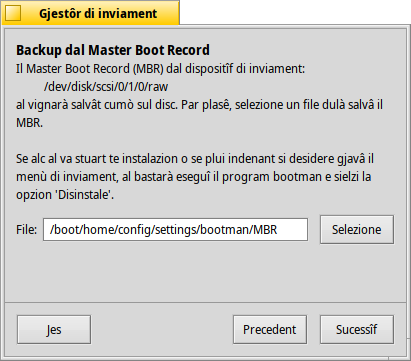 Gjestôr di inviament
Backup dal Master Boot Record
Il Master Boot Record (MBR) dal dispositîf di inviament:
/dev/disk/scsi/0/1/0/raw
al vignarà salvât cumò sul disc. Par plasê, selezione un file dulà salvâ il
MBR.
Se alc al va stuart te instalazion o se plui indenant si desidere gjavâ il
menù di inviament, al bastarà eseguî il program bootman e sielzi la
opzion 'Disinstale'.
File: /boot/home/config/settings/bootman/MBR Selezione
Jes Precedent Sucessîf